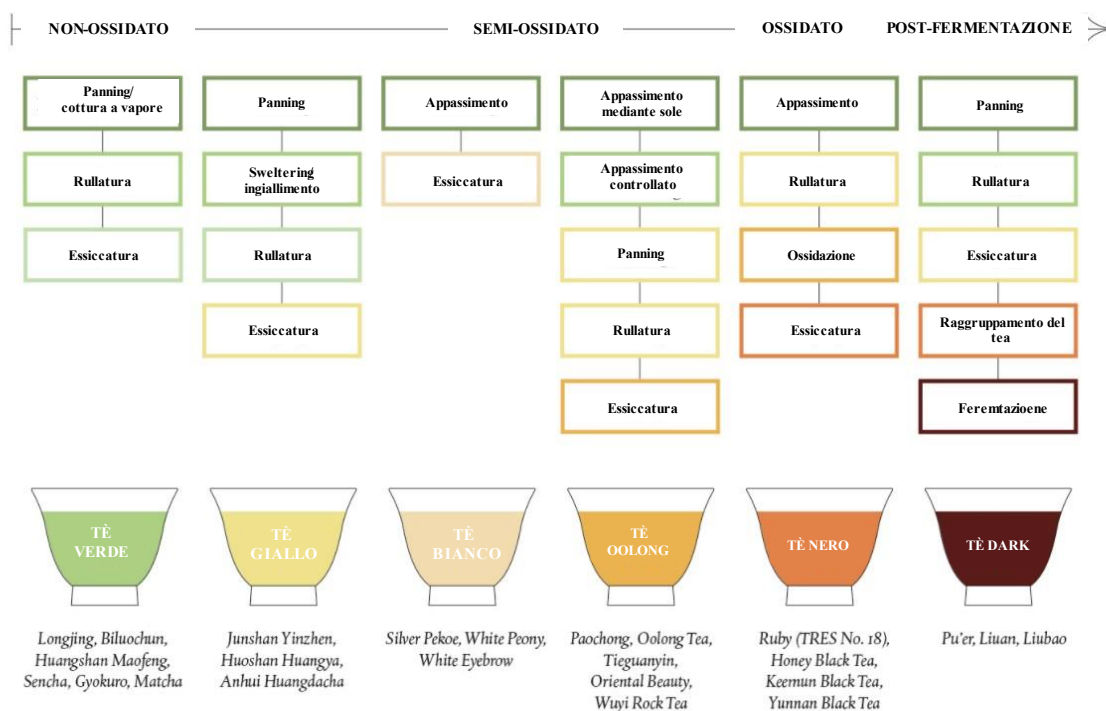 NON-OSSIDATO
SEMI-OSSIDATO
OSSIDATO
POST-FERMENTAZIONE
Panning/
cottura a vapore
Rullatura
Essiccatura
Panning
Sweltering
ingiallimento
Rullatura
Essiccatura
Appassimento
Essiccatura
Appassimento
mediante sole
Appassimento
controllato
Panning
Rullatura
Essiccatura
Appassimento
Rullatura
Ossidazione
Essiccatura
Panning
Rullatura
Essiccatura
Raggruppamento del
tea
Feremtazioene
TÈ
VERDE
TÈ
GIALLO
TÈ
BIANCO
TÈ
OOLONG
TÈ NERO
TÈ DARK
Longjing, Biluochun,
Huangshan Maofeng,
Sencha, Gyokuro, Matcha
Junshan Yinzhen,
Huoshan Huangya,
Anhui Huangdacha
Silver Pekoe, White Peony,
White Eyebrow
Paochong, Oolong Tea,
Tieguanyin,
Oriental Beauty,
Wuyi Rock Tea
Ruby (TRES No. 18),
Honey Black Tea,
Keemun Black Tea,
Yunnan Black Tea
Pu'er, Liuan, Liubao